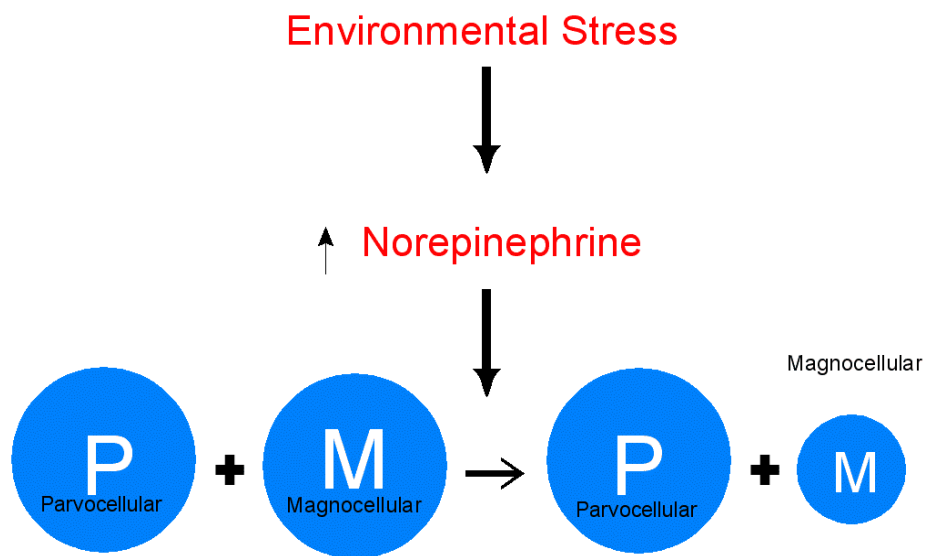 Environmental Stress
↑ Norepinephrine
Magnocellular
P + M → P + M
Parvocellular Magnocellular Parvocellular